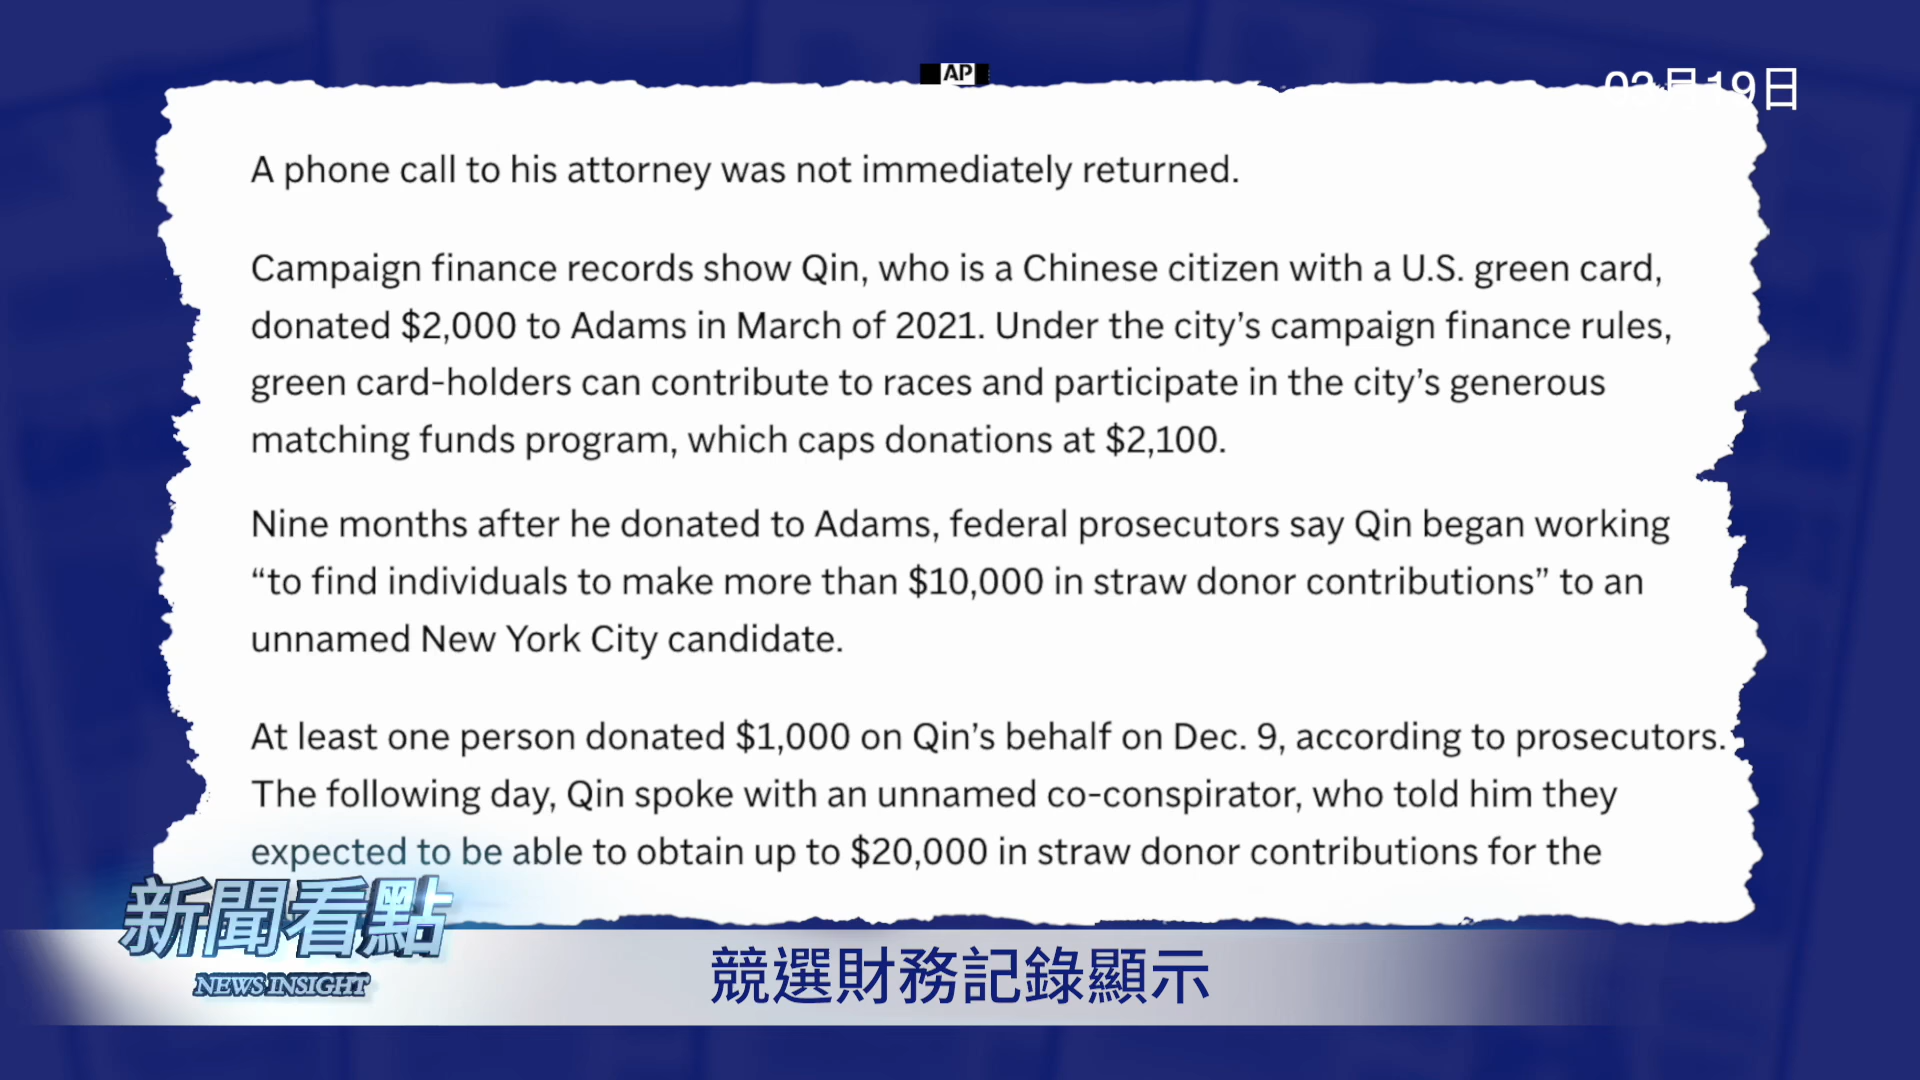 AP
03月19日
A phone call to his attorney was not immediately returned.
Campaign finance records show Qin, who is a Chinese citizen with a U.S. green card,
donated $2,000 to Adams in March of 2021. Under the city’s campaign finance rules,
green card-holders can contribute to races and participate in the city’s generous
matching funds program, which caps donations at $2,100.
Nine months after he donated to Adams, federal prosecutors say Qin began working
“to find individuals to make more than $10,000 in straw donor contributions” to an
unnamed New York City candidate.
At least one person donated $1,000 on Qin’s behalf on Dec. 9, according to prosecutors.
The following day, Qin spoke with an unnamed co-conspirator, who told him they
expected to be able to obtain up to $20,000 in straw donor contributions for the
新聞看點
NEWS INSIGHT
競選財務記錄顯示